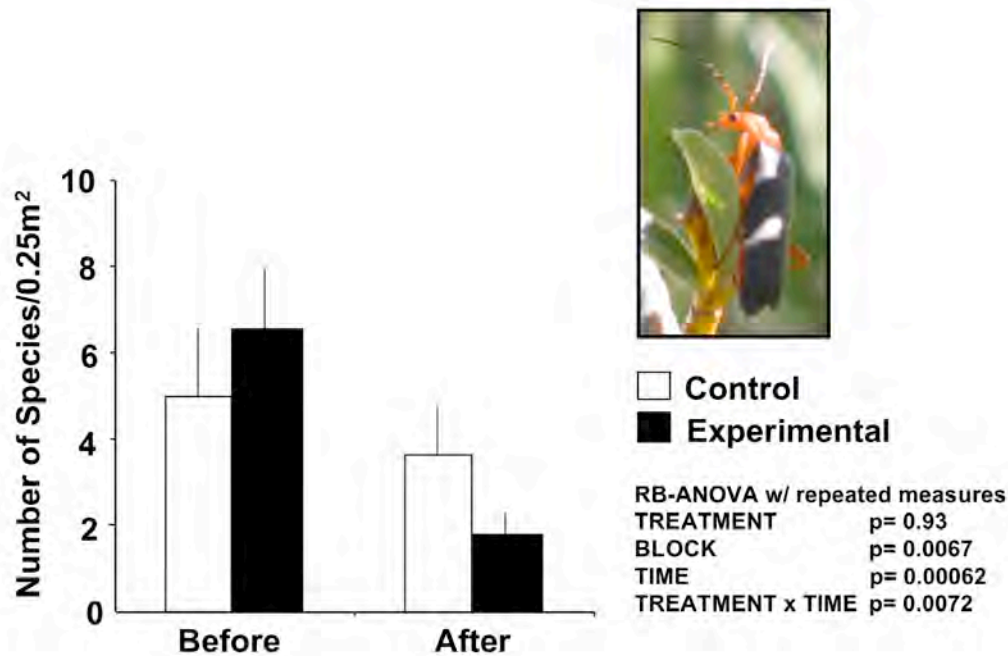 10
8
6
4
2
0
Number of Species/0.25m²
Before After
Control
Experimental
RB-ANOVA w/ repeated measures
TREATMENT p= 0.93
BLOCK p= 0.0067
TIME p= 0.00062
TREATMENT x TIME p= 0.0072